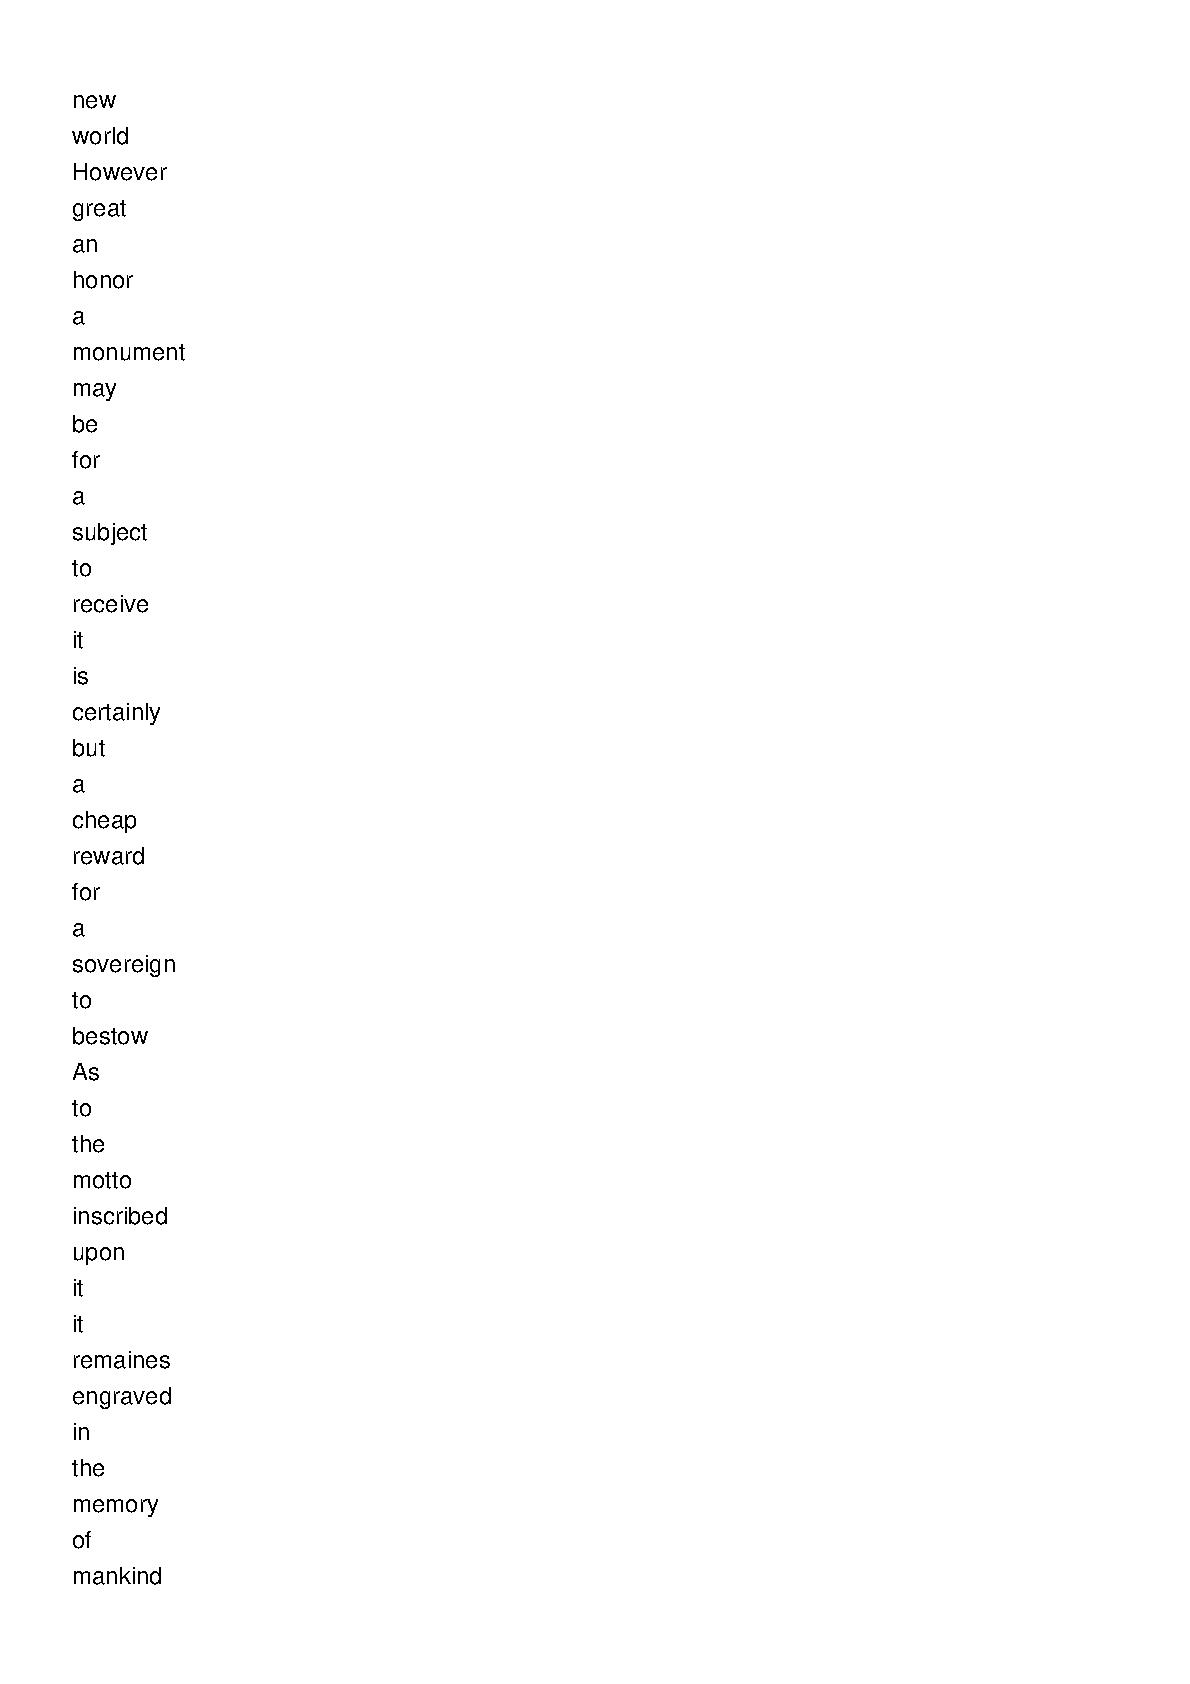 new
world
However
great
an
honor
a
monument
may
be
for
a
subject
to
receive
it
is
certainly
but
a
cheap
reward
for
a
sovereign
to
bestow
As
to
the
motto
inscribed
upon
it
it
remaines
engraved
in
the
memory
of
mankind